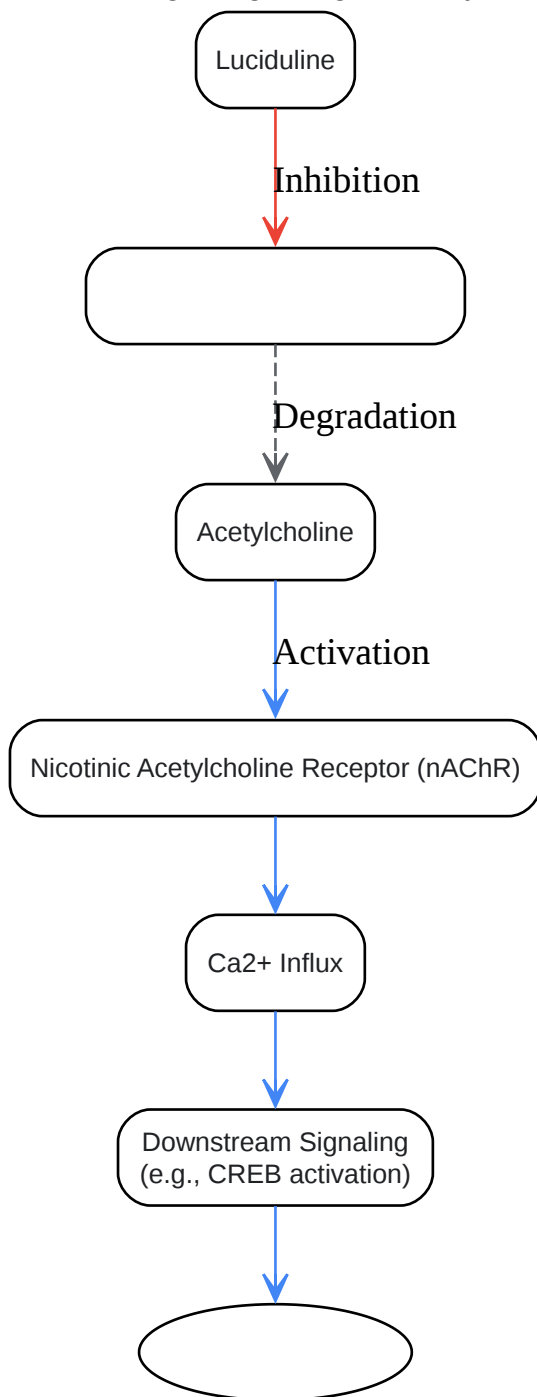 Luciduline
Inhibition
Degradation
Acetylcholine
Activation
Nicotinic Acetylcholine Receptor (nAChR)
Ca2+ Influx
Downstream Signaling
(e.g., CREB activation)